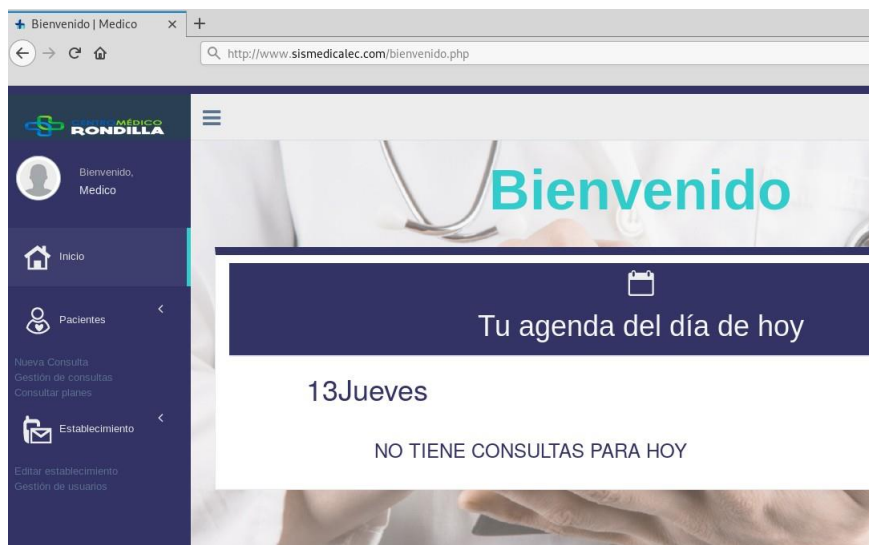 Bienvenido | Medico
http://www.sismedicalec.com/bienvenido.php
CENTRO MÉDICO
RONDILLA
Bienvenido,
Medico
Inicio
Pacientes
Nueva Consulta
Gestión de consultas
Consultar planes
Establecimiento
Editar establecimiento
Gestión de usuarios
Bienvenido
Tu agenda del día de hoy
13Jueves
NO TIENE CONSULTAS PARA HOY